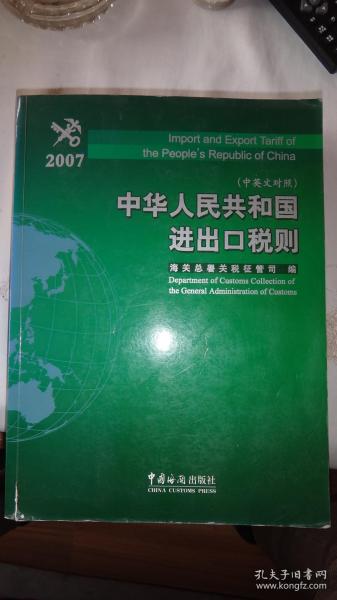 2007
Import and Export Tariff of
the People's Republic of China
(中英文对照)
中华人民共和国
进出口税则
海关总署关税征管司 编
Department of Customs Collection of
the General Administration of Customs
中国海关出版社
CHINA CUSTOMS PRESS
孔夫子旧书网